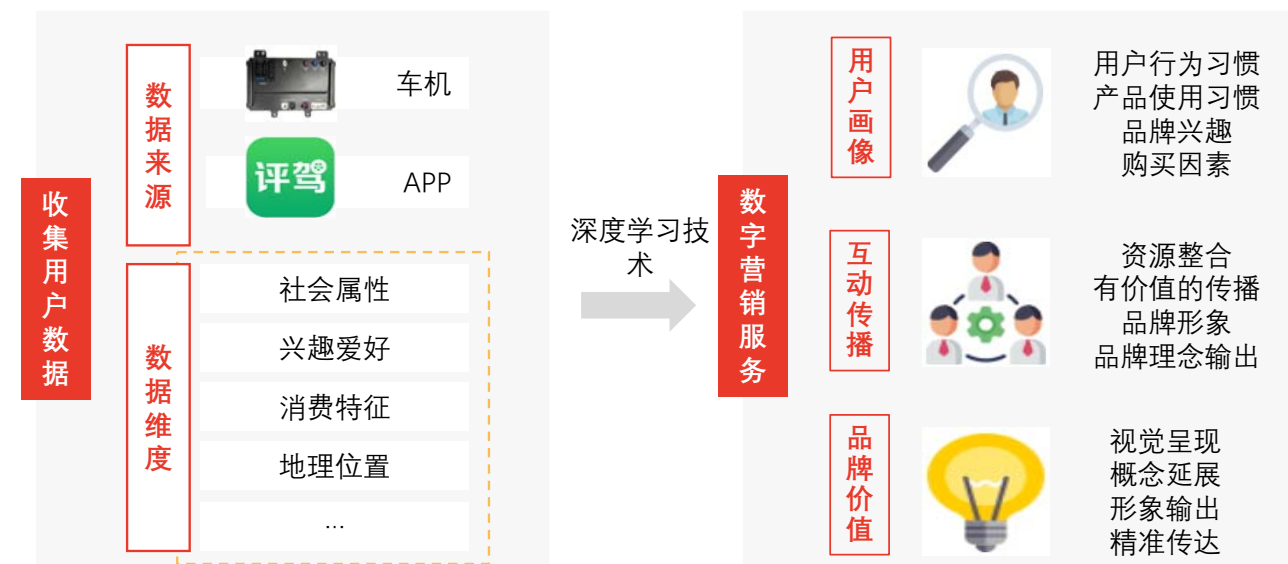 收集用户数据
数据来源
车机
评驾
APP
数据维度
社会属性
兴趣爱好
消费特征
地理位置
...
深度学习技
术
数字营销服务
用户画像
用户行为习惯
产品使用习惯
品牌兴趣
购买因素
互动传播
资源整合
有价值的传播
品牌形象
品牌理念输出
品牌价值
视觉呈现
概念延展
形象输出
精准传达